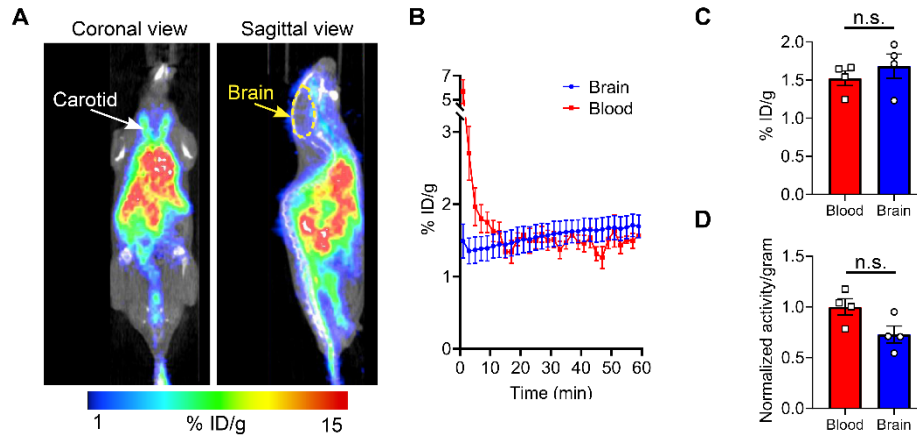 A
Coronal view
Sagittal view
Carotid
Brain
1
% ID/g
15
B
% ID/g
7
6
5
3
2
1
0
Brain
Blood
0 10 20 30 40 50 60
Time (min)
C
n.s.
% ID/g
2.0
1.5
1.0
0.5
0.0
Blood
Brain
D
n.s.
Normalized activity/gram
1.5
1.0
0.5
0.0
Blood
Brain